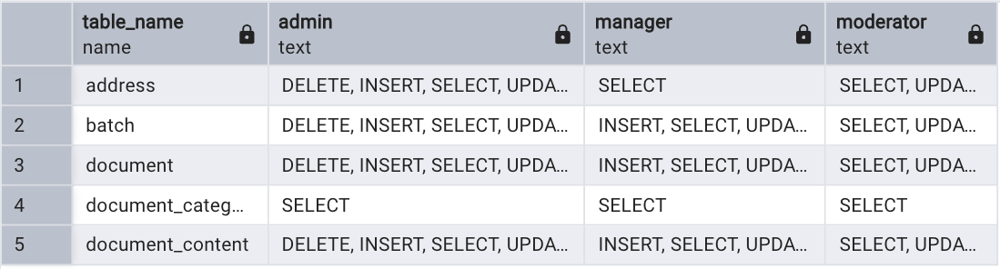 table_name admin manager moderator
name text text text
1 address DELETE, INSERT, SELECT, UPDA... SELECT SELECT, UPDA...
2 batch DELETE, INSERT, SELECT, UPDA... INSERT, SELECT, UPDA... SELECT, UPDA...
3 document DELETE, INSERT, SELECT, UPDA... INSERT, SELECT, UPDA... SELECT, UPDA...
4 document_categ... SELECT SELECT SELECT
5 document_content DELETE, INSERT, SELECT, UPDA... INSERT, SELECT, UPDA... SELECT, UPDA...